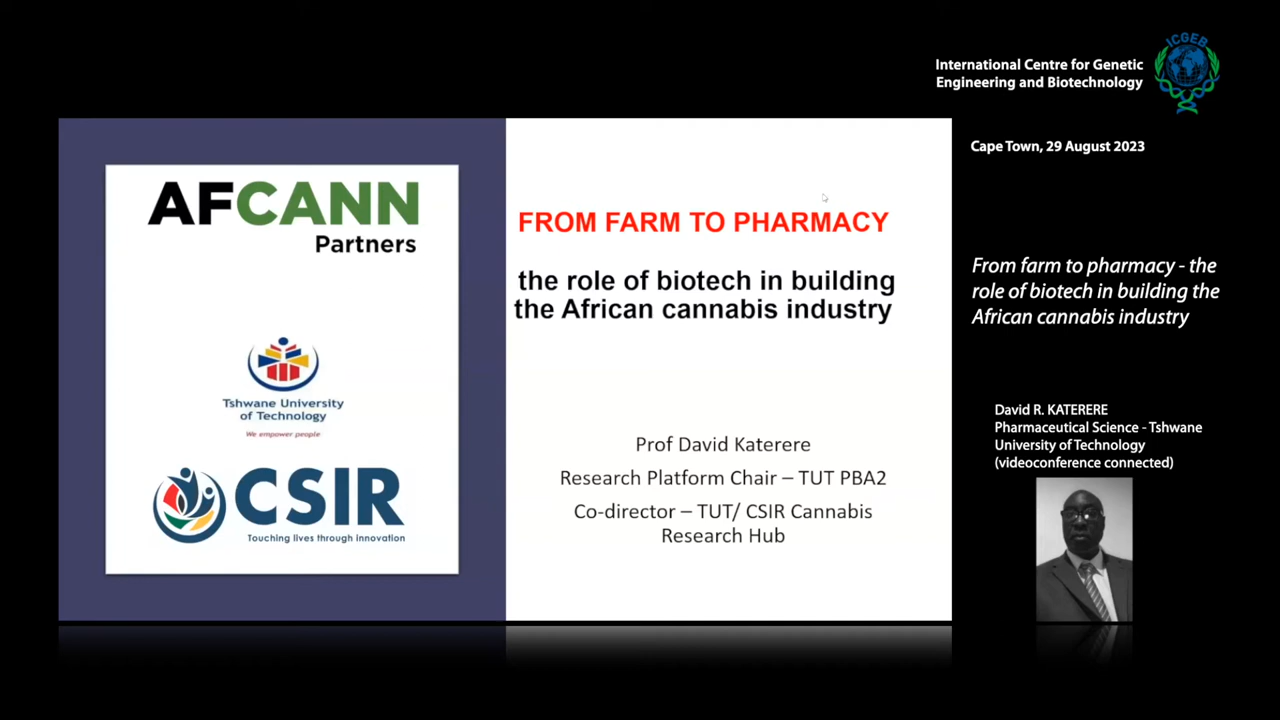 ICGEB
International Centre for Genetic
Engineering and Biotechnology
Cape Town, 29 August 2023
AFCANN
Partners
Tshwane University
of Technology
We empower people
CSIR
Touching lives through innovation
FROM FARM TO PHARMACY
the role of biotech in building
the African cannabis industry
Prof David Katerere
Research Platform Chair – TUT PBA2
Co-director – TUT/ CSIR Cannabis
Research Hub
From farm to pharmacy - the
role of biotech in building the
African cannabis industry
David R. KATERERE
Pharmaceutical Science - Tshwane
University of Technology
(videoconference connected)